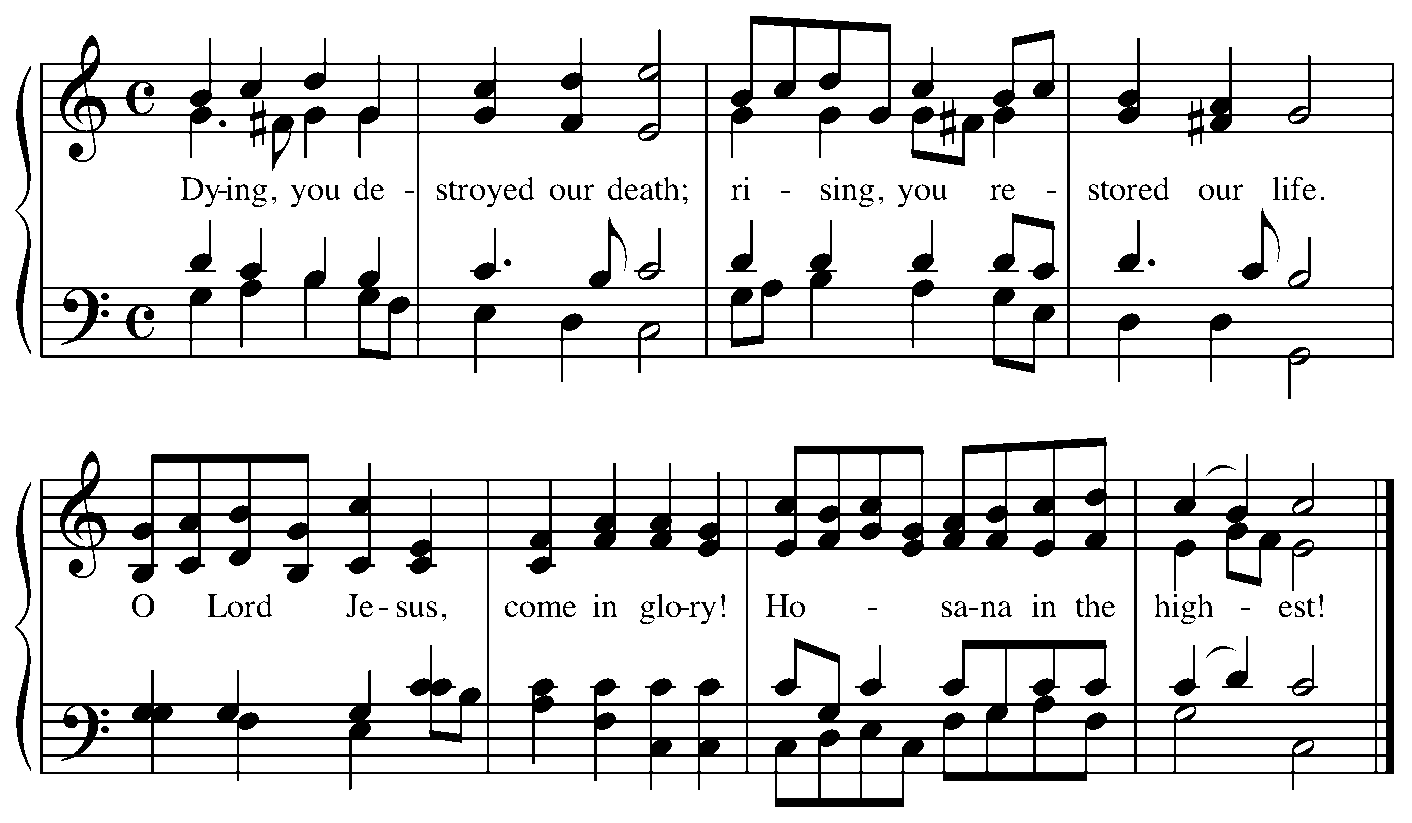 Dy-ing, you de - stroyed our death; ri - sing, you re - stored our life.
O Lord Je-sus, come in glo-ry! Ho - sa-na in the high - est!